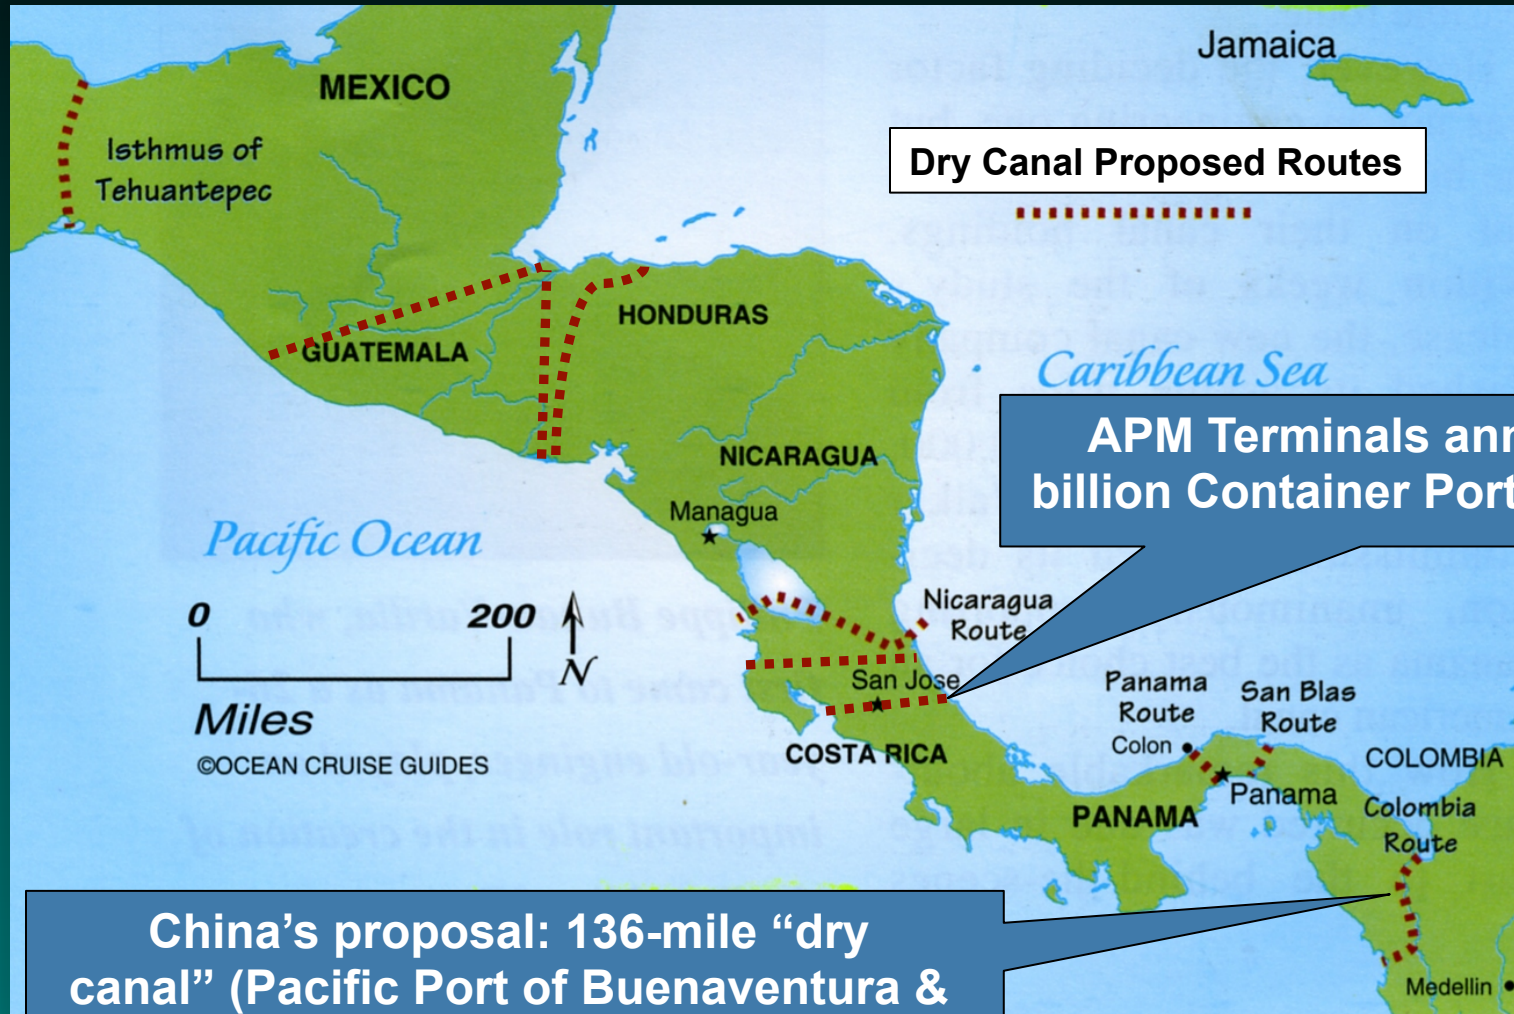 Jamaica
MEXICO
Isthmus of
Tehuantepec
Dry Canal Proposed Routes
HONDURAS
GUATEMALA
Caribbean Sea
APM Terminals ann
billion Container Port
NICARAGUA
Managua
Pacific Ocean
0 200
N
Miles
©OCEAN CRUISE GUIDES
Nicaragua
Route
San Jose
COSTA RICA
Panama
Route
Colon
San Blas
Route
COLOMBIA
Panama
PANAMA
Colombia
Route
China’s proposal: 136-mile “dry
canal” (Pacific Port of Buenaventura &
Medellin